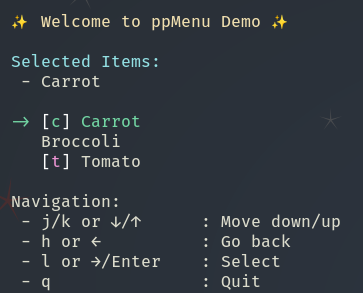 ✨ Welcome to ppMenu Demo ✨
Selected Items:
- Carrot
→ [c] Carrot
Broccoli
[t] Tomato
Navigation:
- j/k or ↓/↑ : Move down/up
- h or ← : Go back
- l or →/Enter : Select
- q : Quit